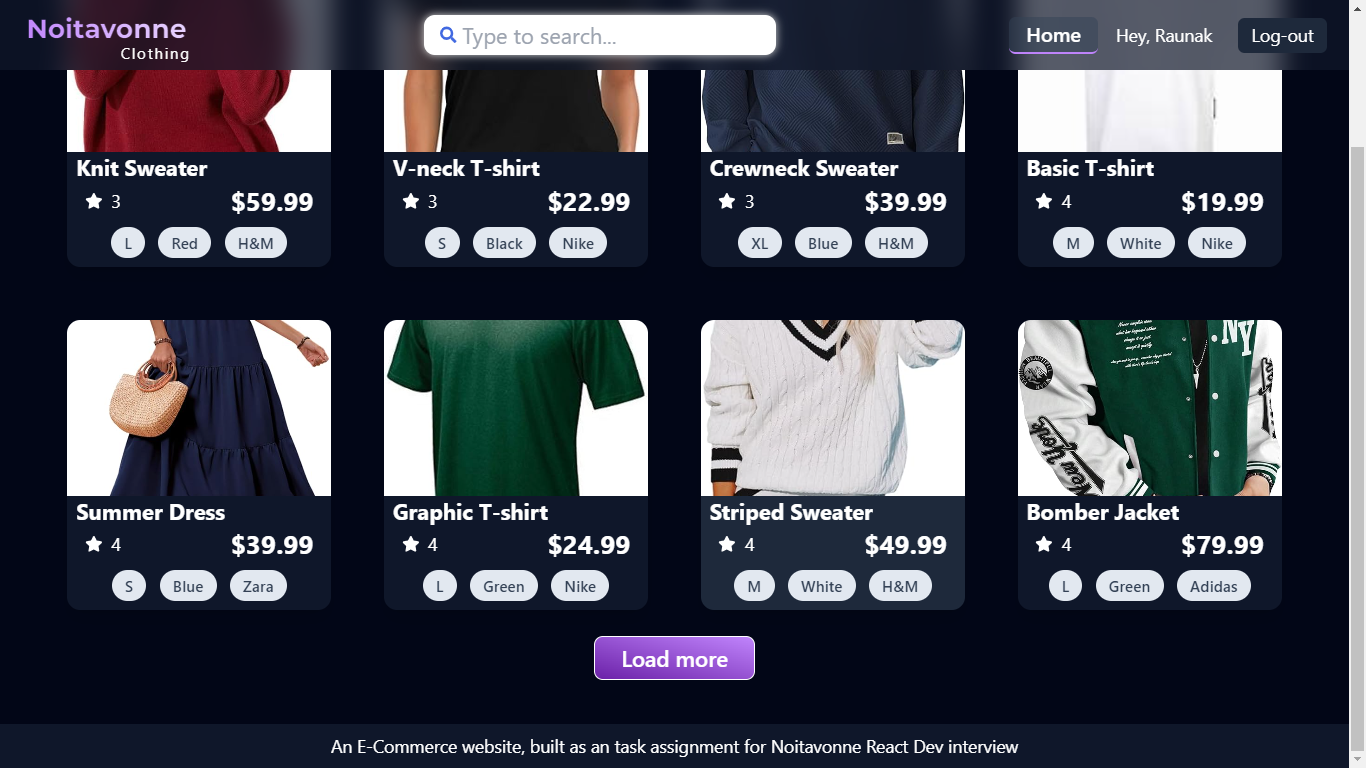 Noitavonne
Clothing
Type to search...
Home
Hey, Raunak
Log-out
Knit Sweater
3
$59.99
L
Red
H&M
V-neck T-shirt
3
$22.99
S
Black
Nike
Crewneck Sweater
3
$39.99
XL
Blue
H&M
Basic T-shirt
4
$19.99
M
White
Nike
Summer Dress
4
$39.99
S
Blue
Zara
Graphic T-shirt
4
$24.99
L
Green
Nike
Striped Sweater
4
$49.99
M
White
H&M
NY
New York
Bomber Jacket
4
$79.99
L
Green
Adidas
Load more
An E-Commerce website, built as an task assignment for Noitavonne React Dev interview